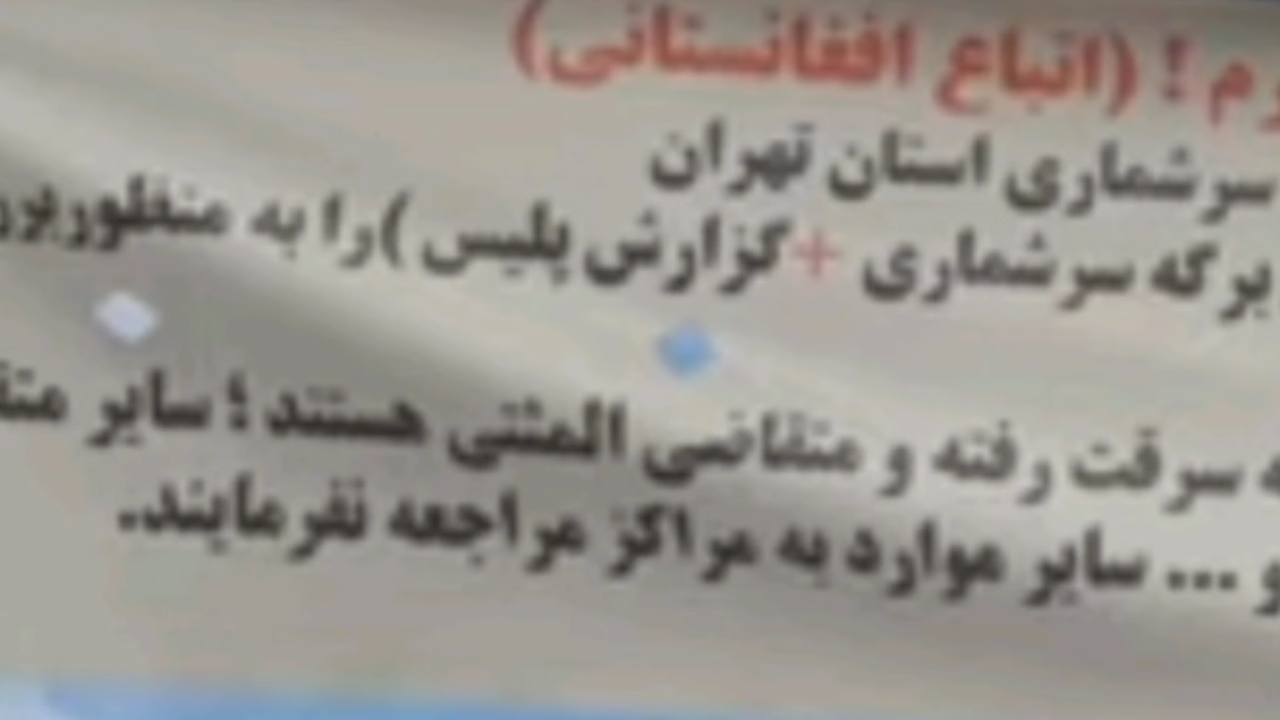 ! (اتباع افغانستانی)
سرشماری استان تهران
برگه سرشماری + گزارش پلیس )را به منظور
سرقت رفته و متقاضی المثنی هستند ؛ سایر
و ... سایر موارد به مراکز مراجعه نفرمایند.